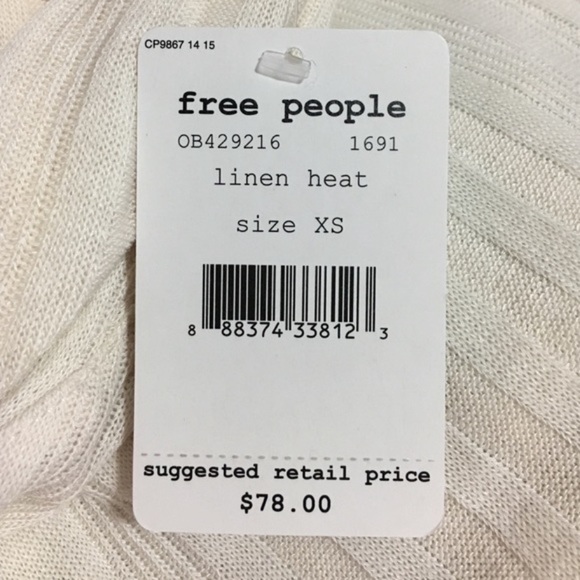 CP9867 14 15
free people
OB429216 1691
linen heat
size XS
8 88374 33812 3
suggested retail price
$78.00